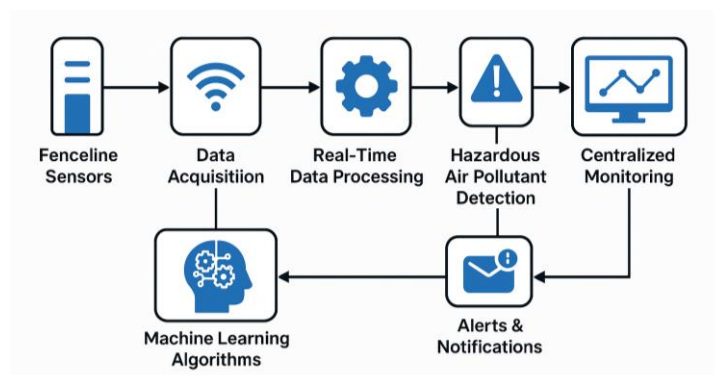 Fenceline
Sensors
Data
Acquisitiion
Real-Time
Data Processing
Hazardous
Air Pollutant
Detection
Centralized
Monitoring
Machine Learning
Algorithms
Alerts &
Notifications